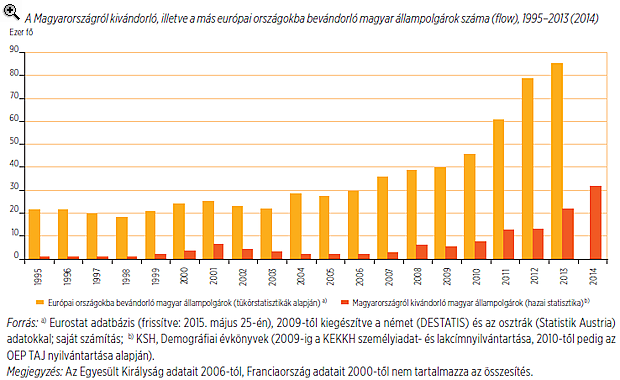 A Magyarországról kivándorló, illetve a más európai országokba bevándorló magyar állampolgárok száma (flow), 1995–2013 (2014)
Ezer fő
90
80
70
60
50
40
30
20
10
0
1995 1996 1997 1998 1999 2000 2001 2002 2003 2004 2005 2006 2007 2008 2009 2010 2011 2012 2013 2014
Európai országokba bevándorló magyar állampolgárok (tükörstatisztikák alapján) a)
Magyarországról kivándorló magyar állampolgárok (hazai statisztika)b)
Forrás: a) Eurostat adatbázis (frissítve: 2015. május 25-én), 2009-től kiegészítve a német (DESTATIS) és az osztrák (Statistik Austria)
adatokkal; saját számítás; b) KSH, Demográfiai évkönyvek (2009-ig a KEKKH személyiadat- és lakcímnyilvántartása, 2010-től pedig az
OEP TAJ nyilvántartása alapján).
Megjegyzés: Az Egyesült Királyság adatait 2006-tól, Franciaország adatait 2000-től nem tartalmazza az összesítés.